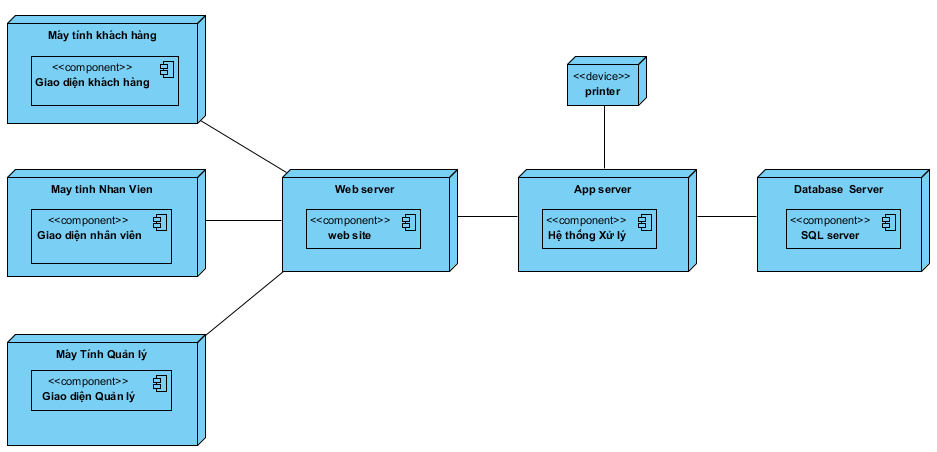 Máy tính khách hàng
<<component>>
Giao diện khách hàng
<<device>>
printer
May tinh Nhan Vien
<<component>>
Giao diện nhân viên
Web server
<<component>>
web site
App server
<<component>>
Hệ thống Xử lý
Database Server
<<component>>
SQL server
Máy Tính Quản lý
<<component>>
Giao diện Quản lý